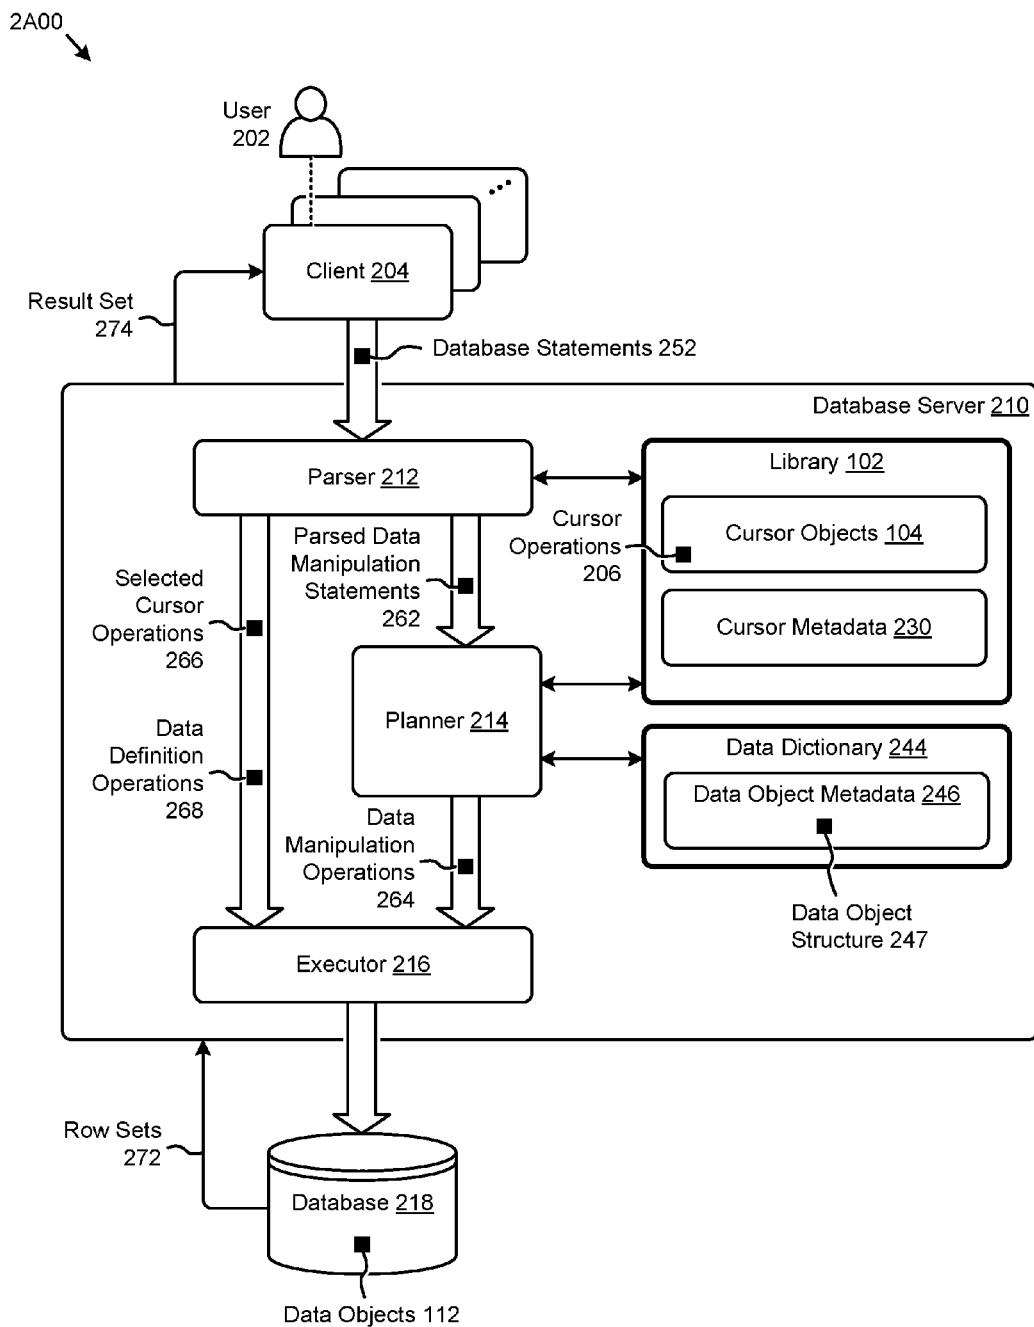 2A00
User
202
Client 204
Result Set
274
Database Statements 252
Database Server 210
Parser 212
Library 102
Cursor Objects 104
Cursor
Operations
206
Cursor Metadata 230
Parsed Data
Manipulation
Statements
262
Selected
Cursor
Operations
266
Planner 214
Data
Definition
Operations
268
Data Dictionary 244
Data Object Metadata 246
Data
Manipulation
Operations
264
Data Object
Structure 247
Executor 216
Row Sets
272
Database 218
Data Objects 112